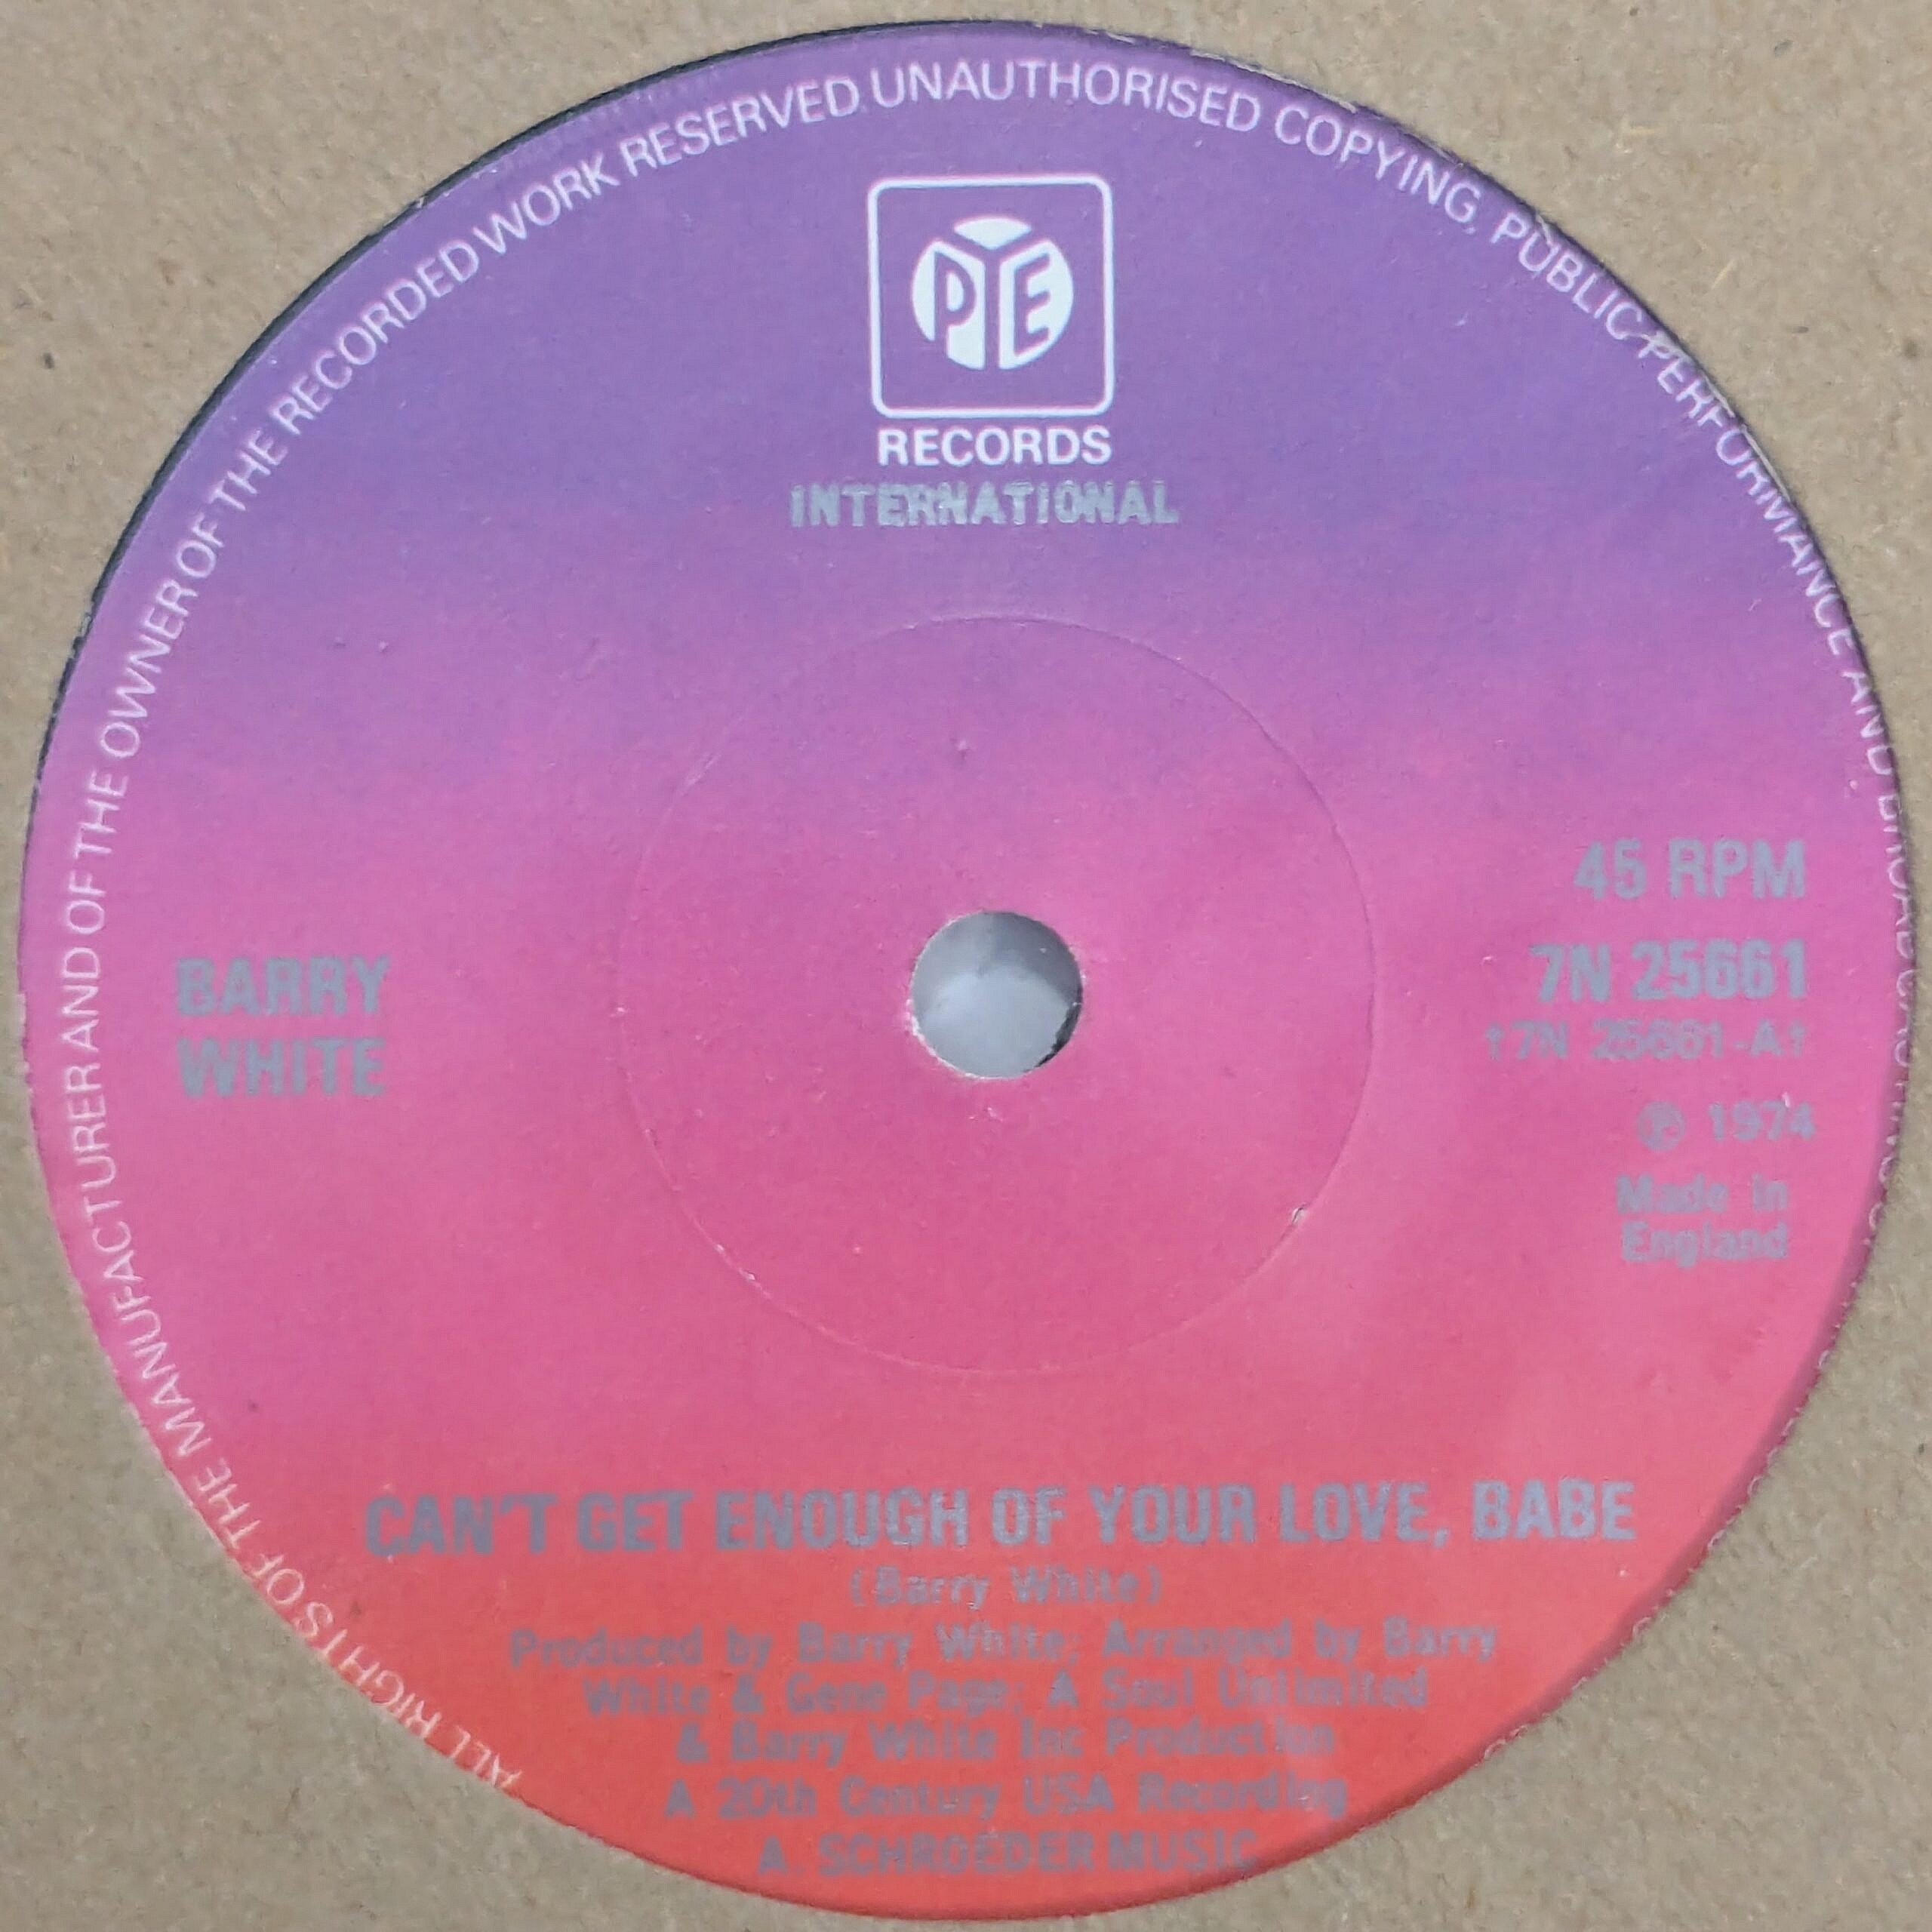 ALL RIGHTS OF THE MANUFACTURER AND OF THE OWNER OF THE RECORDED WORK RESERVED. UNAUTHORISED COPYING, PUBLIC PERFORMANCE AND
PYE
RECORDS
INTERNATIONAL
45 RPM
7N 25661
†7N 25661-A†
℗ 1974
Made in
England
BARRY
WHITE
CAN'T GET ENOUGH OF YOUR LOVE, BABE
(Barry White)
Produced by Barry White; Arranged by Barry
White & Gene Page; A Soul Unlimited
& Barry White Inc Production
A 20th Century USA Recording
A. SCHROEDER MUSIC